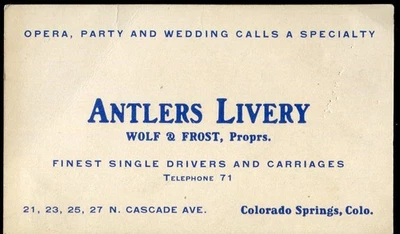 OPERA, PARTY AND WEDDING CALLS A SPECIALTY
ANTLERS LIVERY
WOLF & FROST, Proprs.
FINEST SINGLE DRIVERS AND CARRIAGES
TELEPHONE 71
21, 23, 25, 27 N. CASCADE AVE. Colorado Springs, Colo.